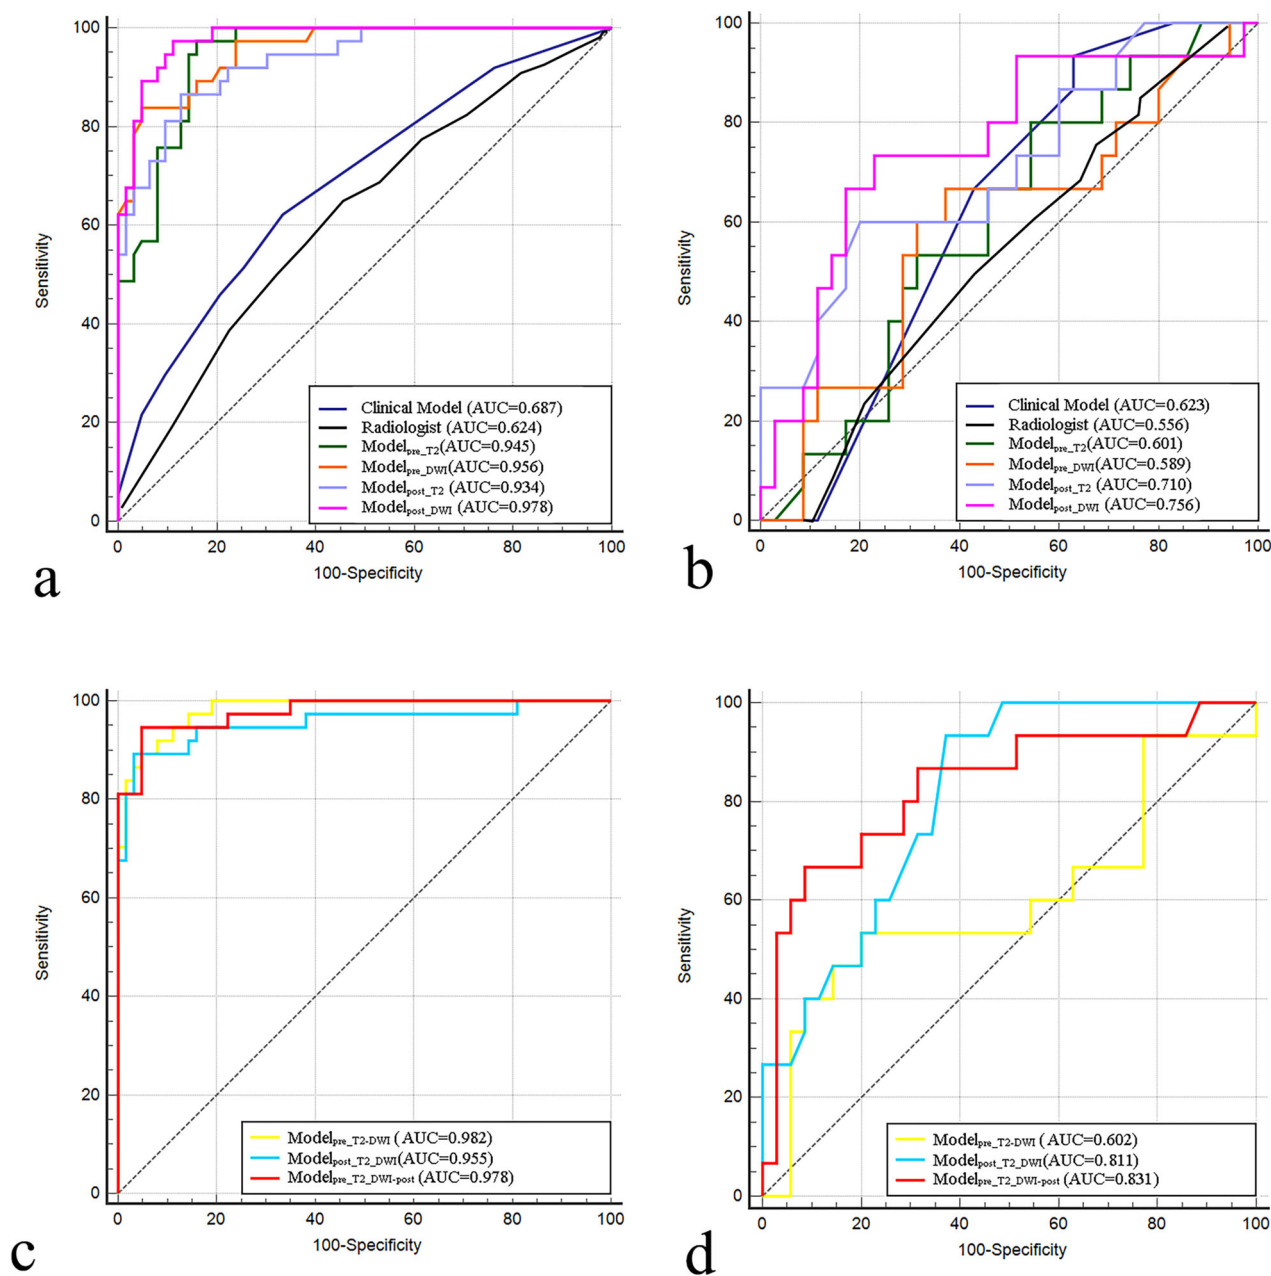 100
80
60
40
20
0
Sensitivity
Clinical Model (AUC=0.687)
Radiologist (AUC=0.624)
Modelpre_T2(AUC=0.945)
Modelpre_DWI(AUC=0.956)
Modelpost_T2 (AUC=0.934)
Modelpost_DWI (AUC=0.978)
0 20 40 60 80 100
100-Specificity
a
100
80
60
40
20
0
Sensitivity
Clinical Model (AUC=0.623)
Radiologist (AUC=0.556)
Modelpre_T2(AUC=0.601)
Modelpre_DWI(AUC=0.589)
Modelpost_T2 (AUC=0.710)
Modelpost_DWI (AUC=0.756)
0 20 40 60 80 100
100-Specificity
b
100
80
60
40
20
0
Sensitivity
Modelpre_T2-DWI (AUC=0.982)
Modelpost_T2_DWI(AUC=0.955)
Modelpre_T2_DWI-post (AUC=0.978)
0 20 40 60 80 100
100-Specificity
c
100
80
60
40
20
0
Sensitivity
Modelpre_T2-DWI (AUC=0.602)
Modelpost_T2_DWI(AUC=0.811)
Modelpre_T2_DWI-post (AUC=0.831)
0 20 40 60 80 100
100-Specificity
d